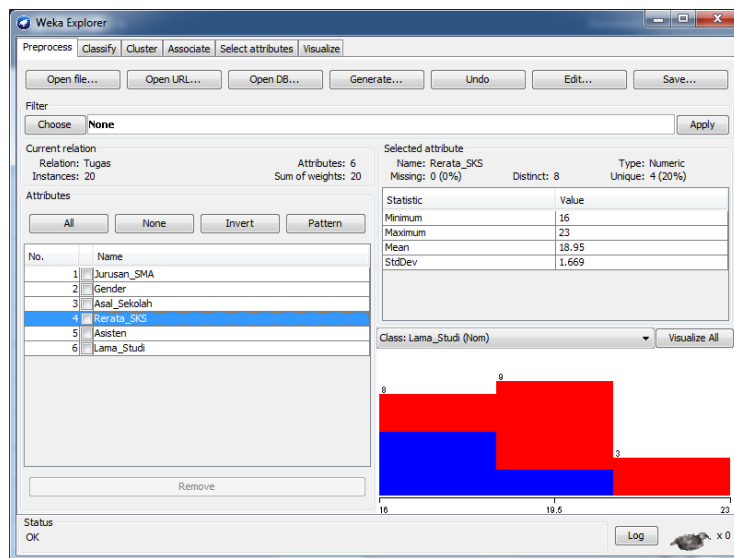 Weka Explorer
Preprocess Classify Cluster Associate Select attributes Visualize
Open file... Open URL... Open DB... Generate... Undo Edit... Save...
Filter
Choose None Apply
Current relation
Relation: Tugas Attributes: 6
Instances: 20 Sum of weights: 20
Attributes
All None Invert Pattern
No. Name
1 Jurusan_SMA
2 Gender
3 Asal_Sekolah
4 Rerata_SKS
5 Asisten
6 Lama_Studi
Remove
Selected attribute
Name: Rerata_SKS Type: Numeric
Missing: 0 (0%) Distinct: 8 Unique: 4 (20%)
Statistic Value
Minimum 16
Maximum 23
Mean 18.95
StdDev 1.669
Class: Lama_Studi (Nom) Visualize All
8 9 3
16 19.5 23
Status
OK Log x 0